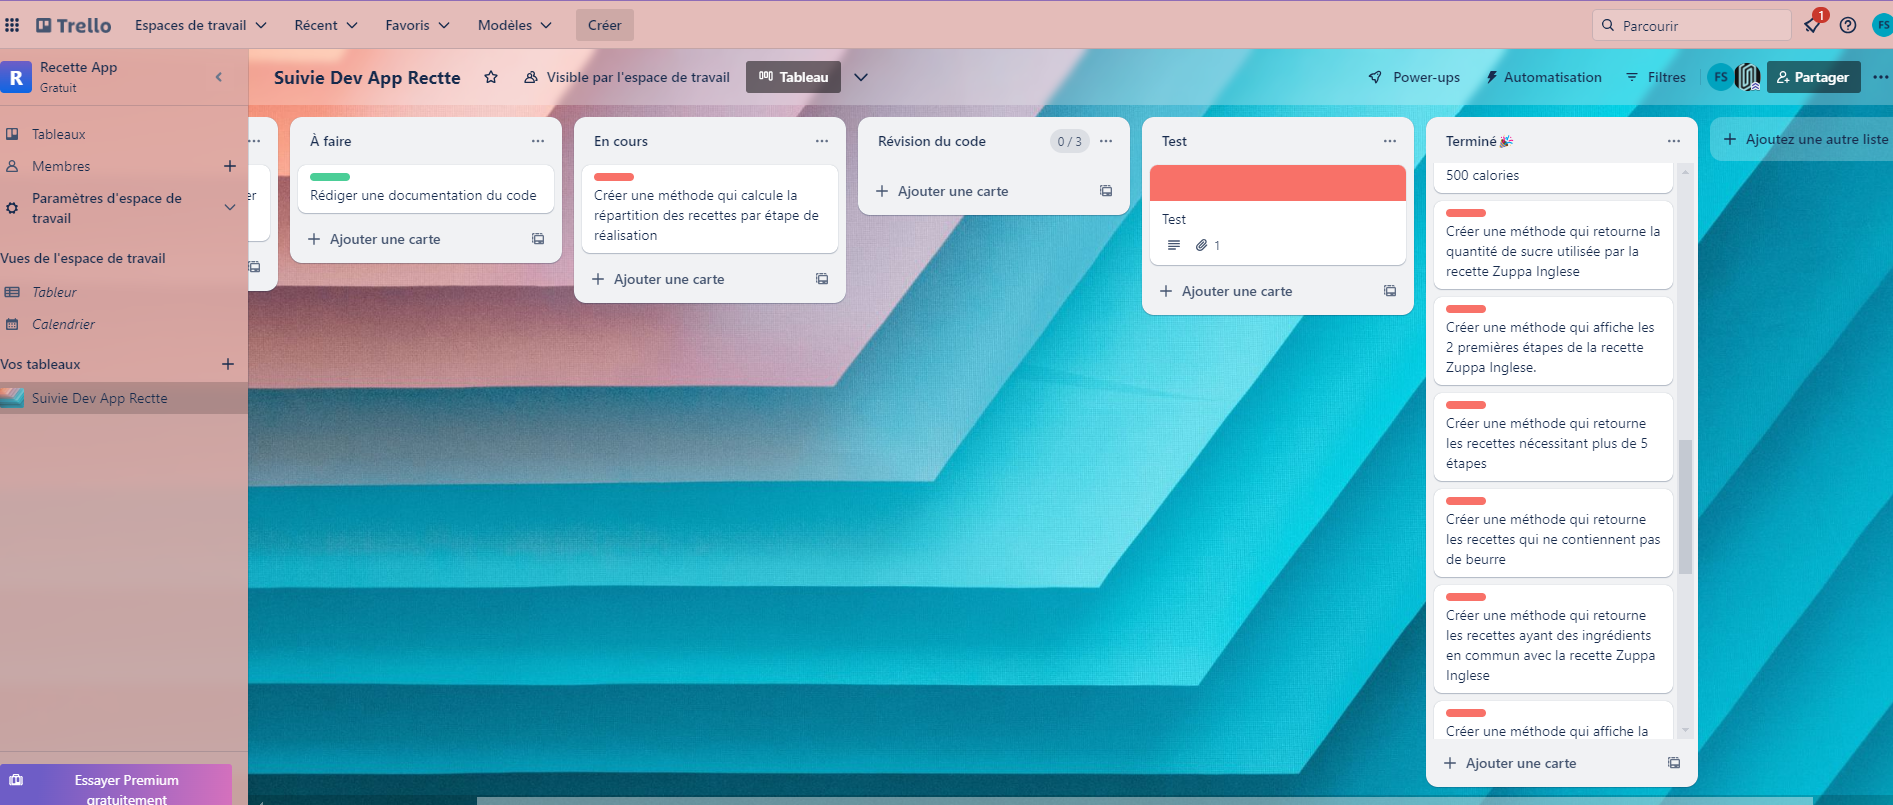 Trello
Espaces de travail
Récent
Favoris
Modèles
Créer
Parcourir
1
FS
R
Recette App
Gratuit
Tableaux
Membres
Paramètres d'espace de
travail
Vues de l'espace de travail
Tableur
Calendrier
Vos tableaux
Suivie Dev App Rectte
Essayer Premium
gratuitement
Suivie Dev App Rectte
Visible par l'espace de travail
Tableau
Power-ups
Automatisation
Filtres
FS
Partager
er
À faire
Rédiger une documentation du code
Ajouter une carte
En cours
Créer une méthode qui calcule la
répartition des recettes par étape de
réalisation
Ajouter une carte
Révision du code
0 / 3
Ajouter une carte
Test
Test
1
Ajouter une carte
Terminé
500 calories
Créer une méthode qui retourne la
quantité de sucre utilisée par la
recette Zuppa Inglese
Créer une méthode qui affiche les
2 premières étapes de la recette
Zuppa Inglese.
Créer une méthode qui retourne
les recettes nécessitant plus de 5
étapes
Créer une méthode qui retourne
les recettes qui ne contiennent pas
de beurre
Créer une méthode qui retourne
les recettes ayant des ingrédients
en commun avec la recette Zuppa
Inglese
Créer une méthode qui affiche la
Ajouter une carte
Ajoutez une autre liste